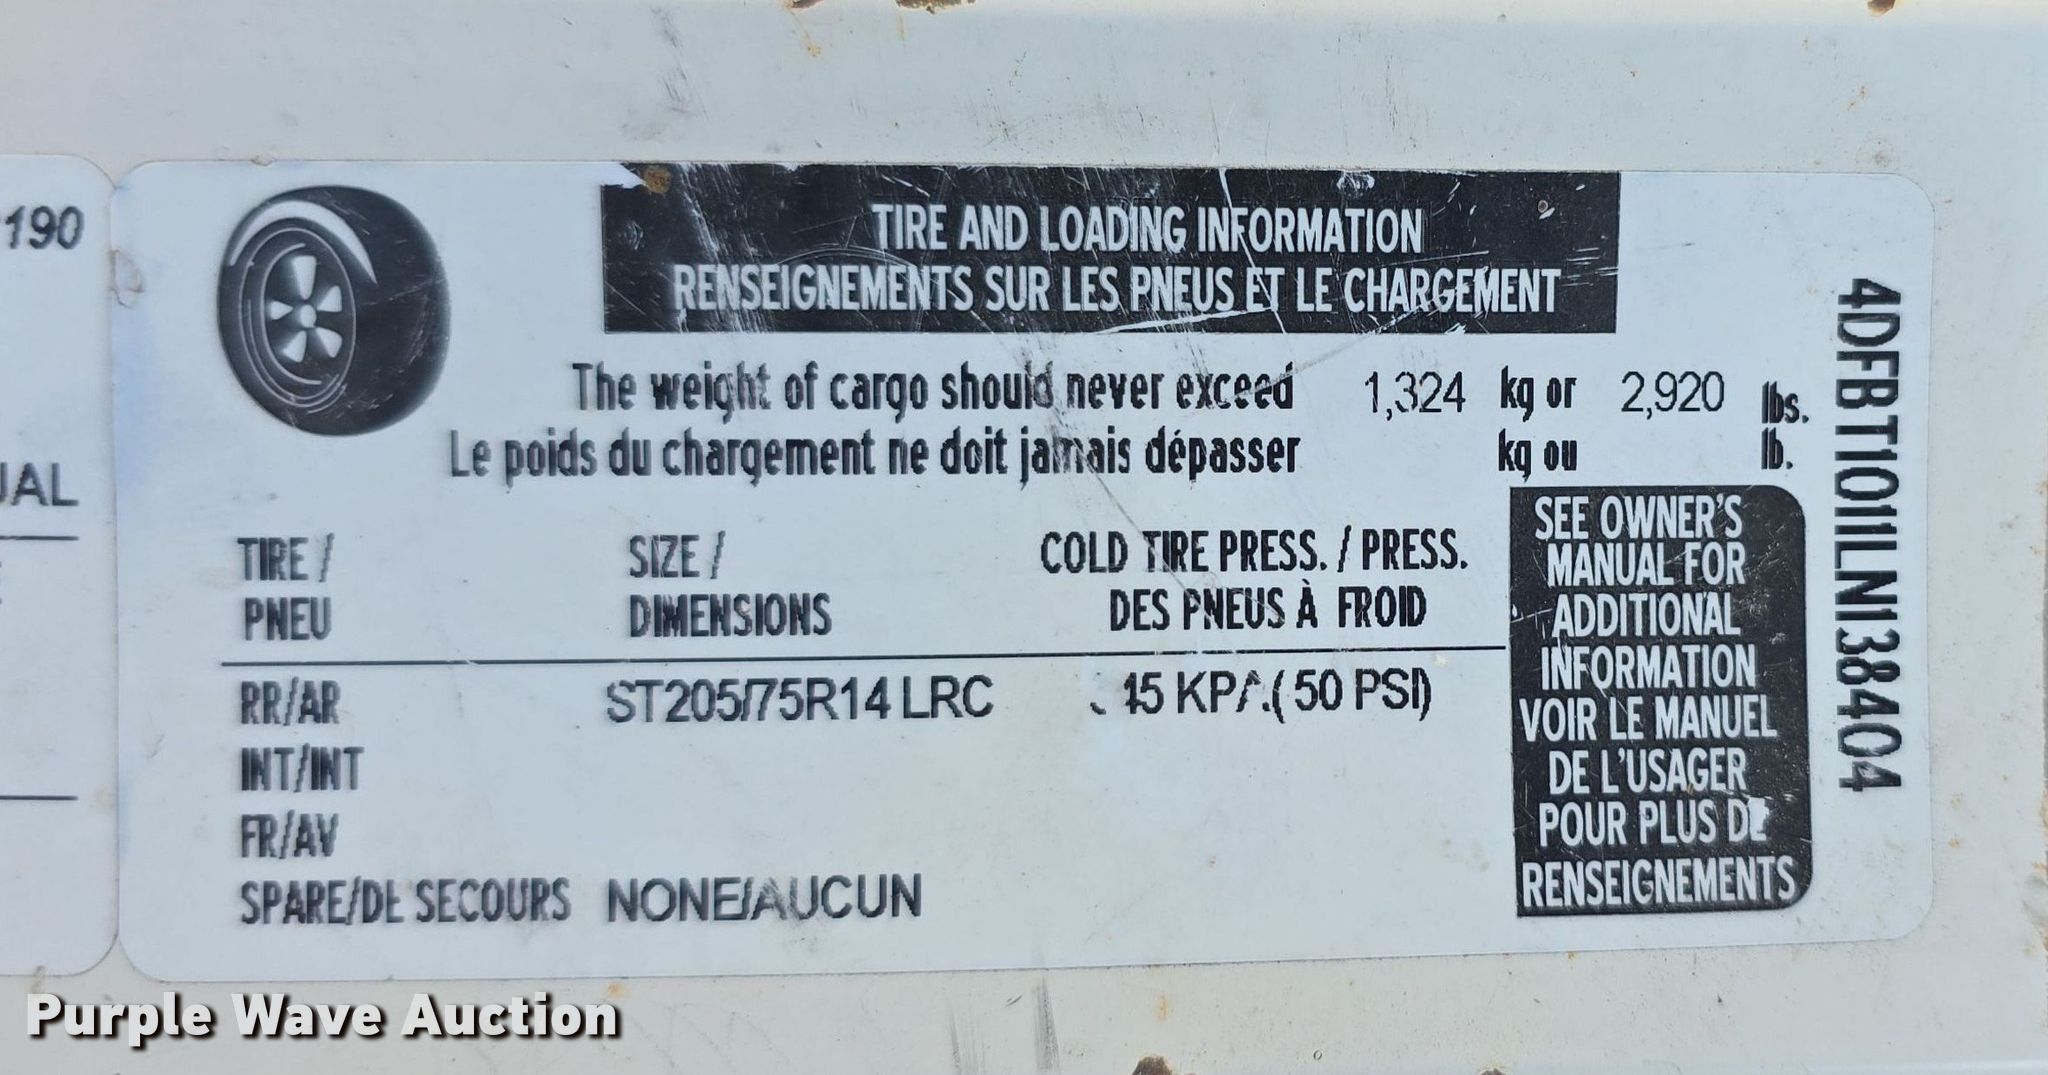 190
UAL
TIRE AND LOADING INFORMATION
RENSEIGNEMENTS SUR LES PNEUS ET LE CHARGEMENT
The weight of cargo should never exceed 1,324 kg or 2,920 lbs.
Le poids du chargement ne doit jamais dépasser kg ou lb.
TIRE / SIZE / COLD TIRE PRESS. / PRESS.
PNEU DIMENSIONS DES PNEUS À FROID
RR/AR ST205/75R14 LRC KPA ( 50 PSI)
INT/INT
FR/AV
SPARE/DE SECOURS NONE/AUCUN
SEE OWNER'S
MANUAL FOR
ADDITIONAL
INFORMATION
VOIR LE MANUEL
DE L'USAGER
POUR PLUS DE
RENSEIGNEMENTS
4DFBT1011LN138404
Purple Wave Auction